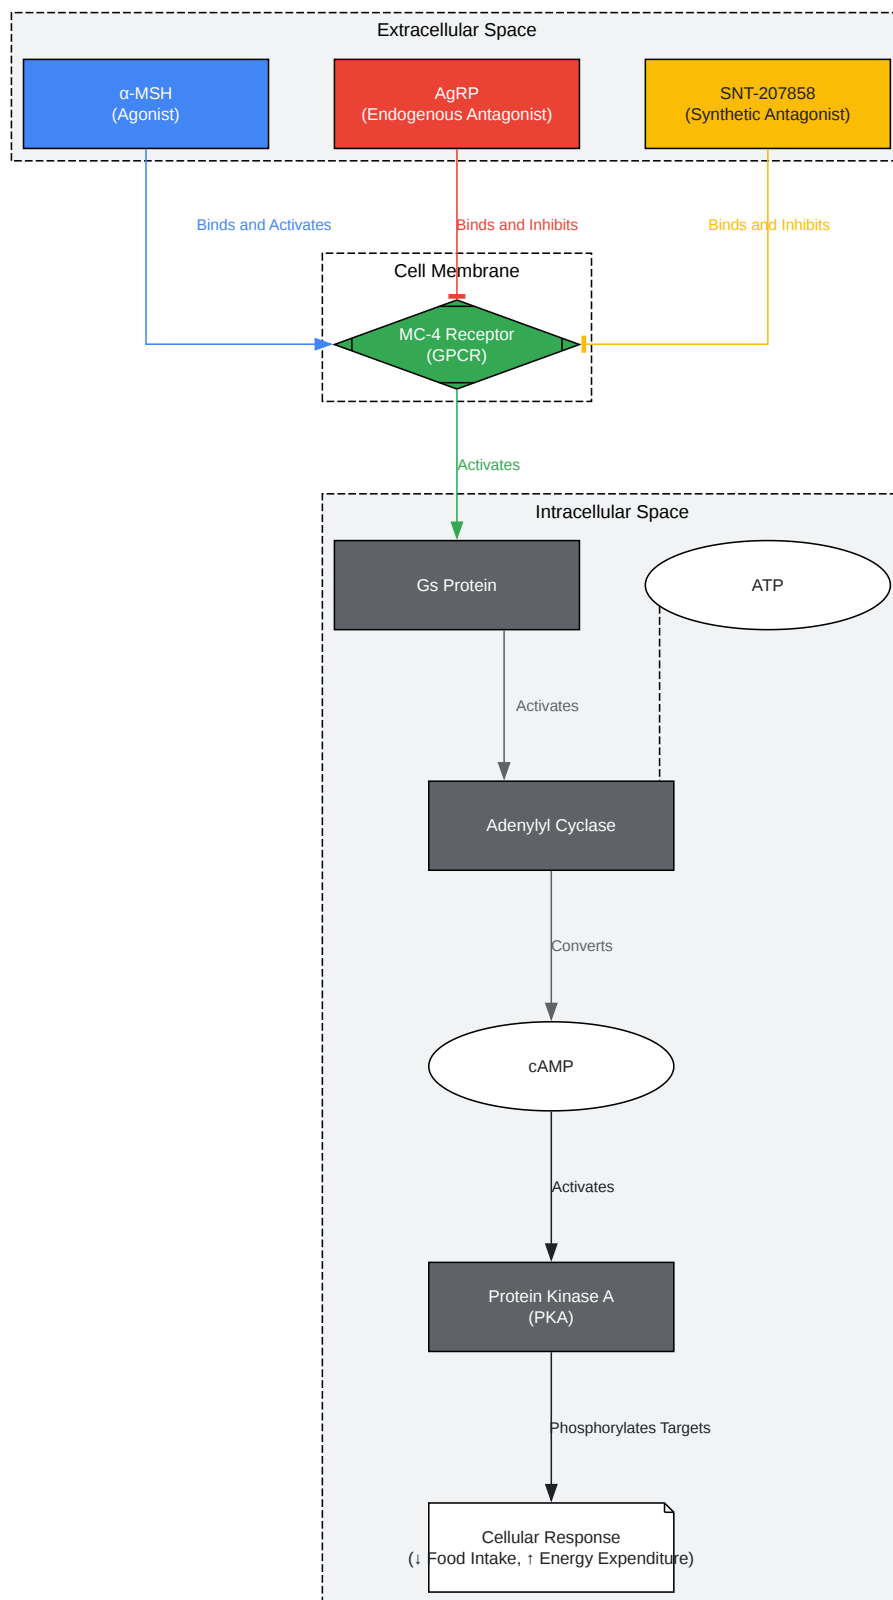 Extracellular Space
α-MSH
(Agonist)
AgRP
(Endogenous Antagonist)
SNT-207858
(Synthetic Antagonist)
Binds and Activates
Binds and Inhibits
Binds and Inhibits
Cell Membrane
MC-4 Receptor
(GPCR)
Activates
Intracellular Space
Gs Protein
ATP
Activates
Adenylyl Cyclase
Converts
cAMP
Activates
Protein Kinase A
(PKA)
Phosphorylates Targets
Cellular Response
(↓ Food Intake, ↑ Energy Expenditure)